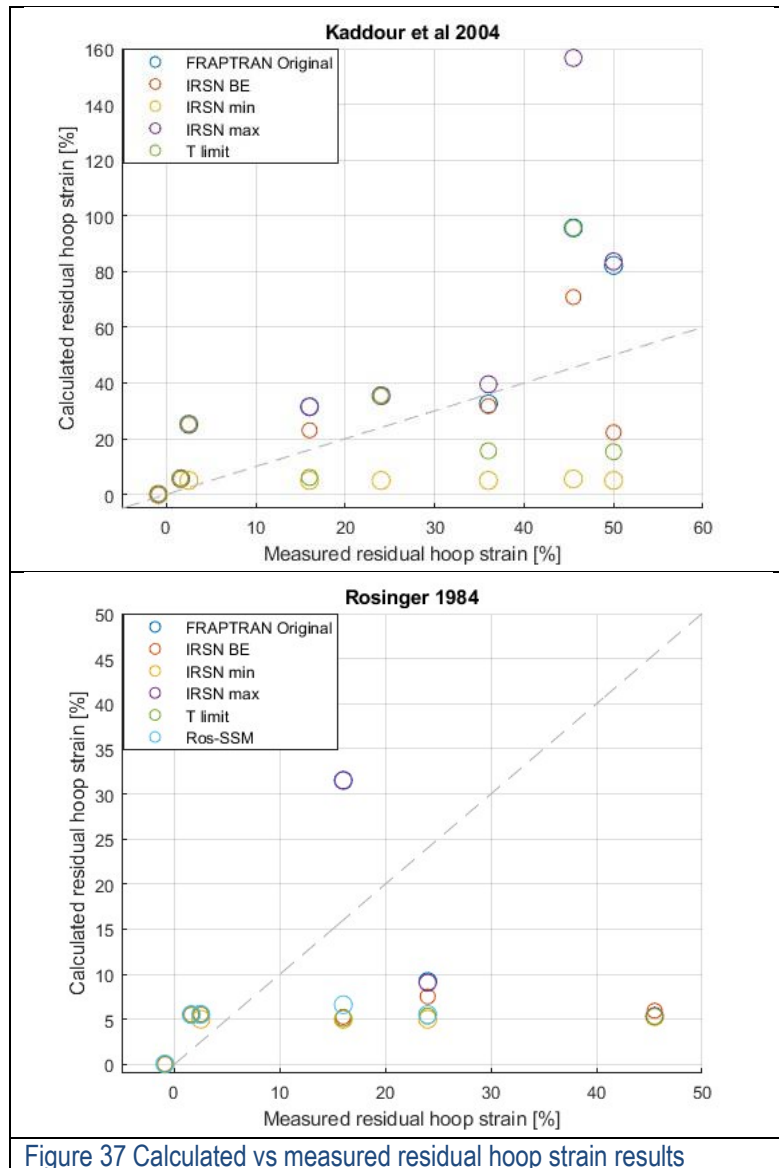 Kaddour et al 2004
160
140
120
100
80
60
40
20
0
Calculated residual hoop strain [%]
FRAPTRAN Original
IRSN BE
IRSN min
IRSN max
T limit
0 10 20 30 40 50 60
Measured residual hoop strain [%]
Rosinger 1984
50
45
40
35
30
25
20
15
10
5
0
Calculated residual hoop strain [%]
FRAPTRAN Original
IRSN BE
IRSN min
IRSN max
T limit
Ros-SSM
0 10 20 30 40 50
Measured residual hoop strain [%]
Figure 37 Calculated vs measured residual hoop strain results